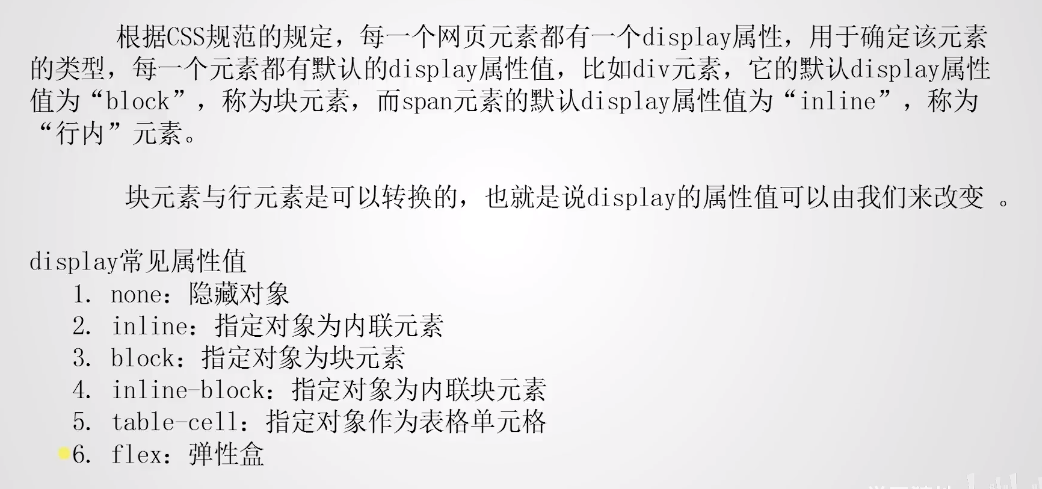 根据CSS规范的规定，每一个网页元素都有一个display属性，用于确定该元素
的类型，每一个元素都有默认的display属性值，比如div元素，它的默认display属性
值为“block”，称为块元素，而span元素的默认display属性值为“inline”，称为
“行内”元素。
块元素与行元素是可以转换的，也就是说display的属性值可以由我们来改变 。
display常见属性值
1. none：隐藏对象
2. inline：指定对象为内联元素
3. block：指定对象为块元素
4. inline-block：指定对象为内联块元素
5. table-cell：指定对象作为表格单元格
6. flex：弹性盒